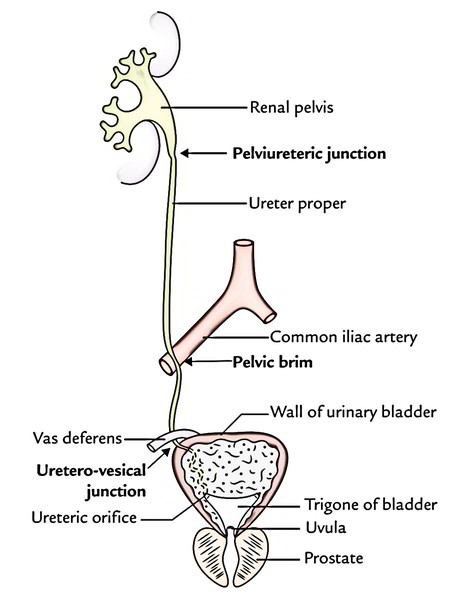 Renal pelvis
Pelviureteric junction
Ureter proper
Common iliac artery
Pelvic brim
Wall of urinary bladder
Vas deferens
Uretero-vesical
junction
Trigone of bladder
Ureteric orifice
Uvula
Prostate